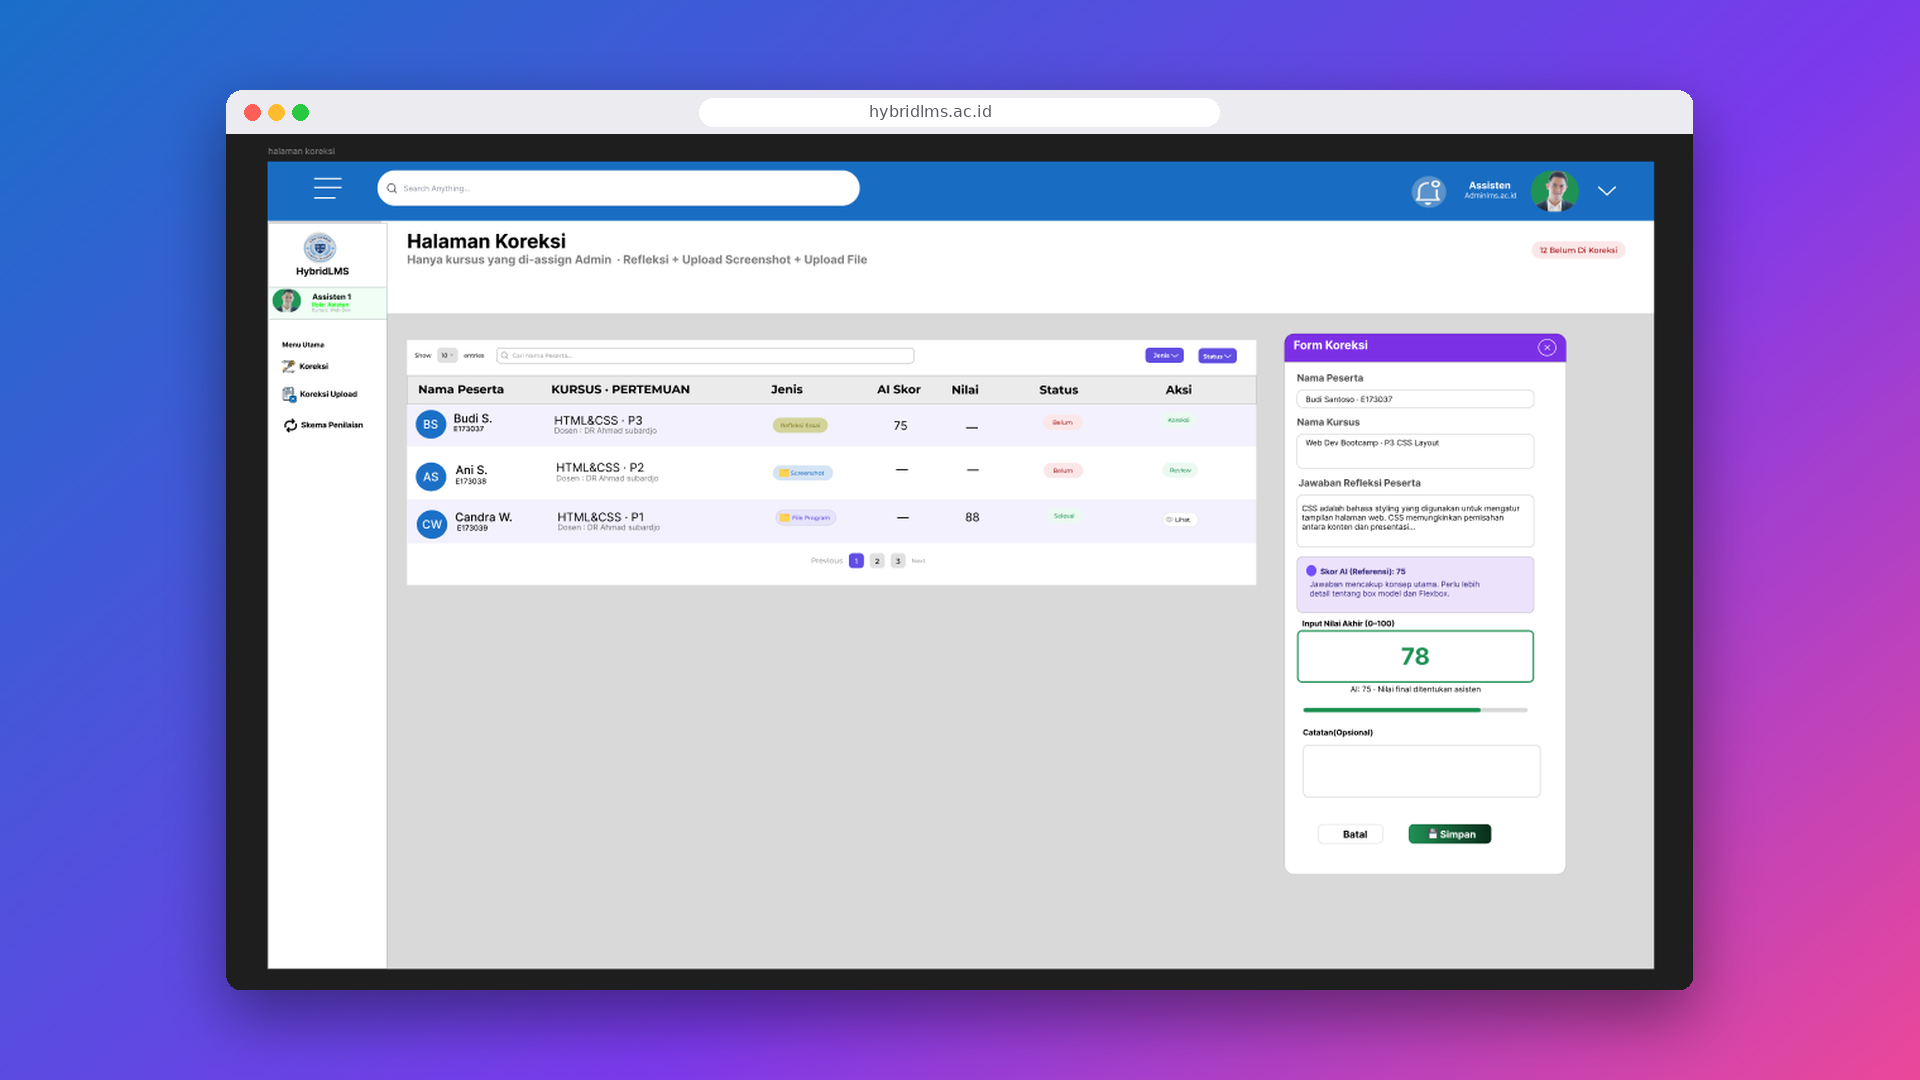 hybridlms.ac.id
halaman koreksi
Search Anything...
Assisten
Adminlms.ac.id
HybridLMS
Assisten 1
Menu Utama
Koreksi
Koreksi Upload
Skema Penilaian
Halaman Koreksi
Hanya kursus yang di-assign Admin · Refleksi + Upload Screenshot + Upload File
12 Belum Di Koreksi
Show 10 entries
Cari Nama Peserta...
Jenis
Status
Nama Peserta KURSUS · PERTEMUAN Jenis AI Skor Nilai Status Aksi
BS Budi S. HTML&CSS · P3 Refleksi Esai 75 — Belum Koreksi
E173037 Dosen : DR Ahmad subardjo
AS Ani S. HTML&CSS · P2 Screenshot — — Belum Review
E173038 Dosen : DR Ahmad subardjo
CW Candra W. HTML&CSS · P1 File Program — 88 Selesai Lihat
E173039 Dosen : DR Ahmad subardjo
Previous 1 2 3 Next
Form Koreksi
Nama Peserta
Budi Santoso · E173037
Nama Kursus
Web Dev Bootcamp · P3 CSS Layout
Jawaban Refleksi Peserta
CSS adalah bahasa styling yang digunakan untuk mengatur
tampilan halaman web. CSS memungkinkan pemisahan
antara konten dan presentasi...
Skor AI (Referensi): 75
Jawaban mencakup konsep utama. Perlu lebih
detail tentang box model dan Flexbox.
Input Nilai Akhir (0–100)
78
AI: 75 · Nilai final ditentukan asisten
Catatan(Opsional)
Batal
Simpan